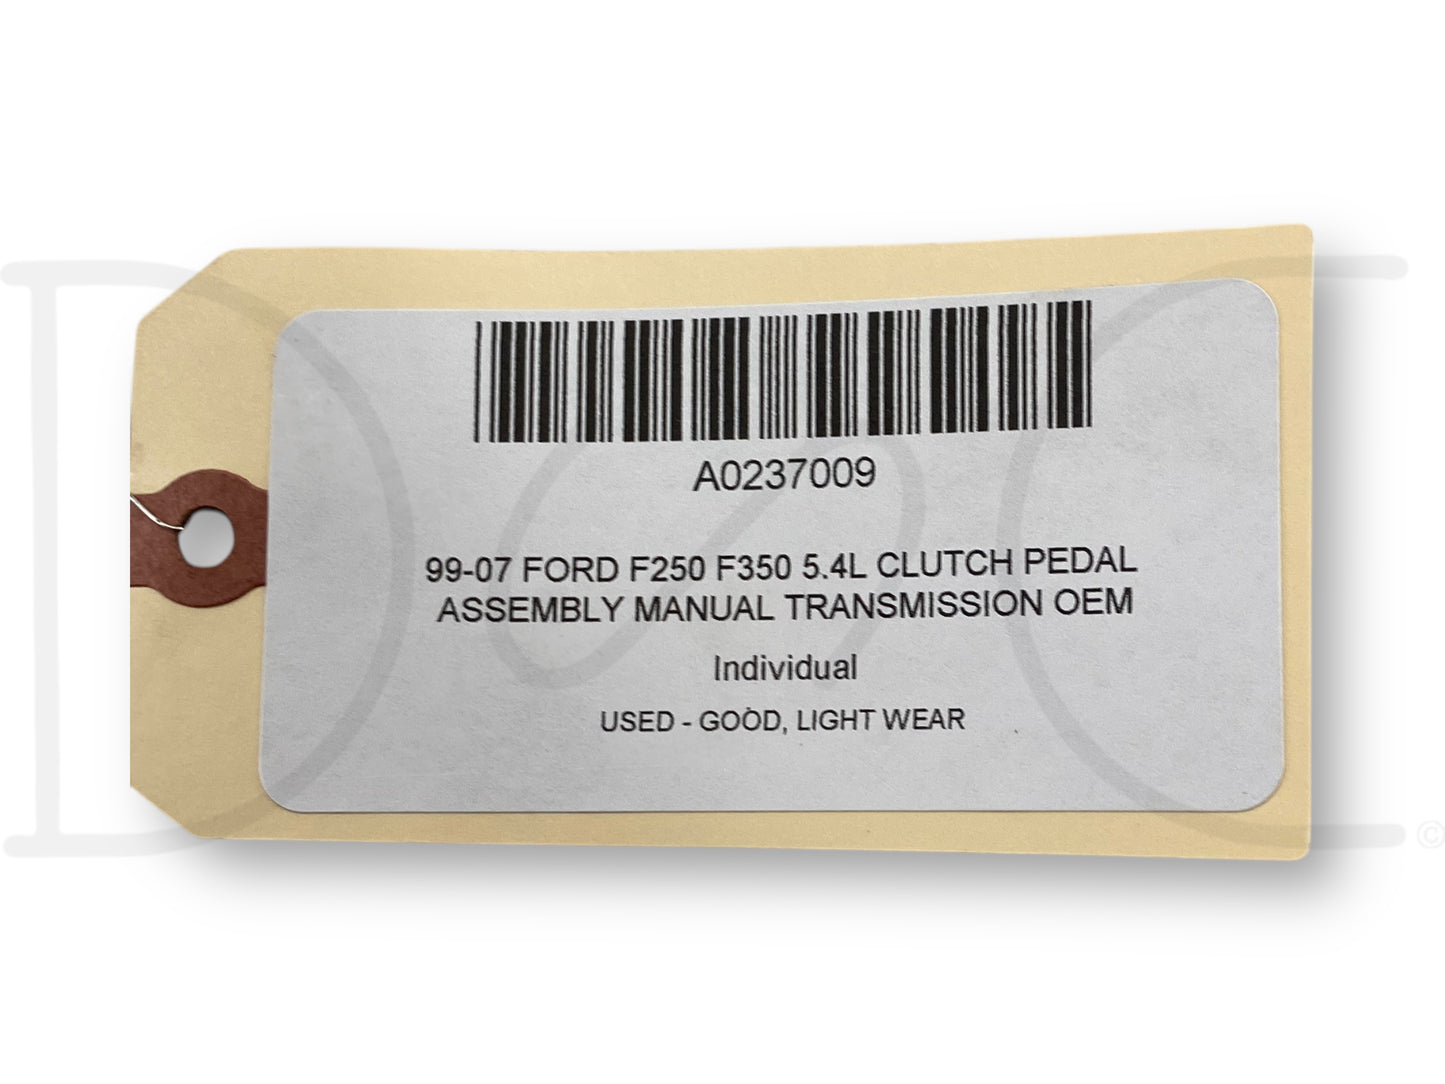 A0237009
99-07 FORD F250 F350 5.4L CLUTCH PEDAL
ASSEMBLY MANUAL TRANSMISSION OEM
Individual
USED - GOOD, LIGHT WEAR
©